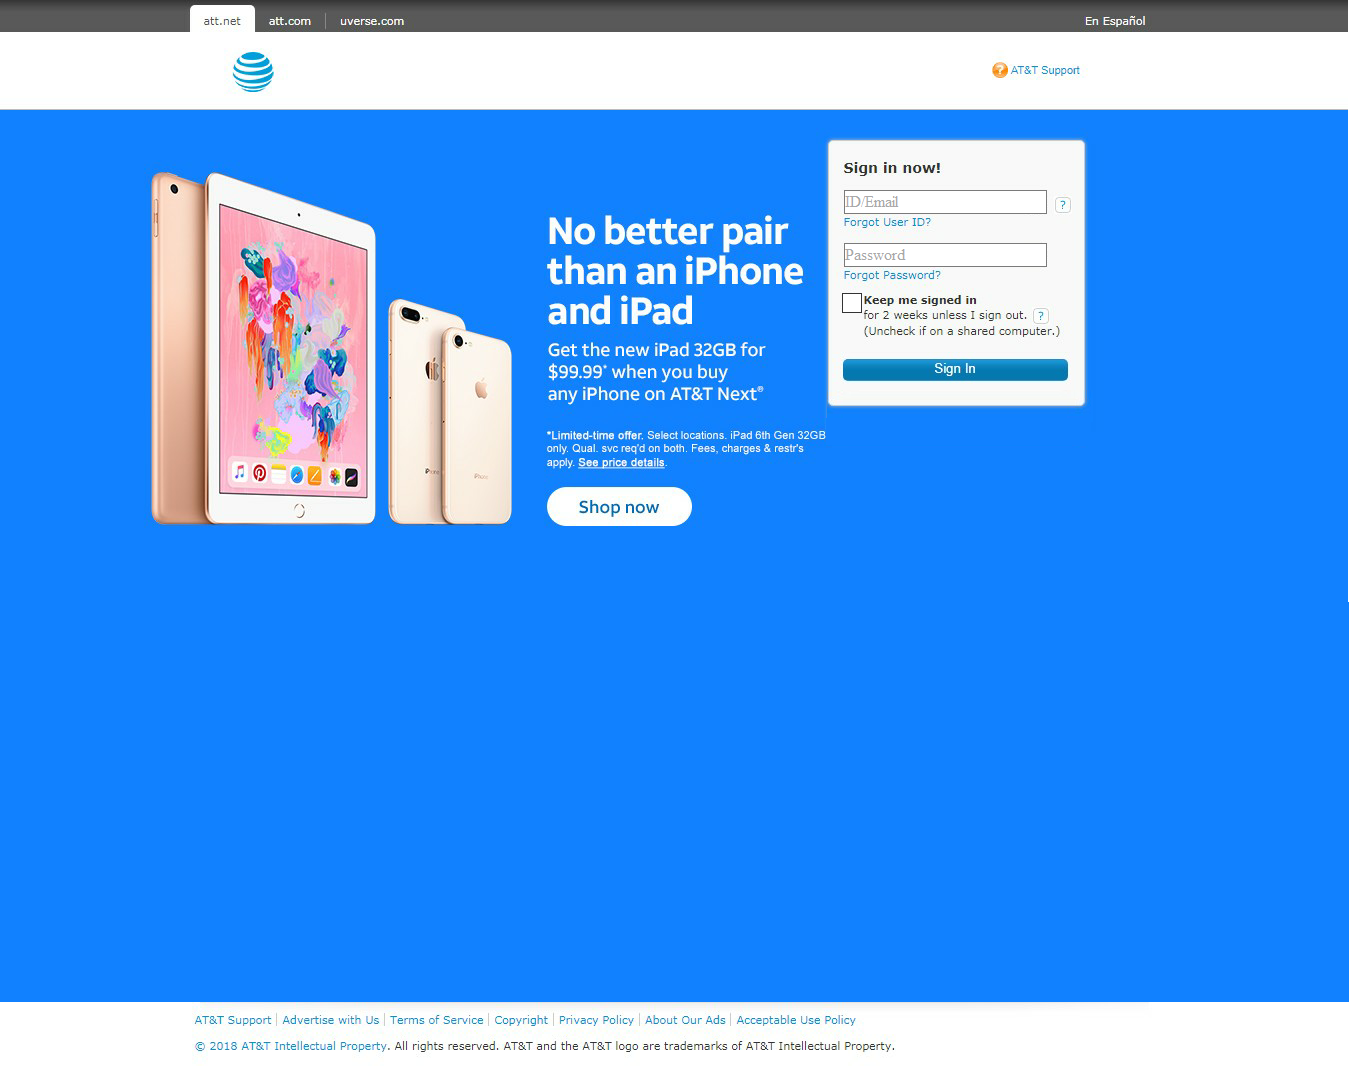 att.net
att.com
uverse.com
En Español
? AT&T Support
Sign in now!
ID/Email
?
Forgot User ID?
Password
Forgot Password?
Keep me signed in
for 2 weeks unless I sign out. ?
(Uncheck if on a shared computer.)
Sign In
No better pair
than an iPhone
and iPad
Get the new iPad 32GB for
$99.99* when you buy
any iPhone on AT&T Next®
*Limited-time offer. Select locations. iPad 6th Gen 32GB
only. Qual. svc req'd on both. Fees, charges & restr's
apply. See price details.
Shop now
iPhone
AT&T Support | Advertise with Us | Terms of Service | Copyright | Privacy Policy | About Our Ads | Acceptable Use Policy
© 2018 AT&T Intellectual Property. All rights reserved. AT&T and the AT&T logo are trademarks of AT&T Intellectual Property.